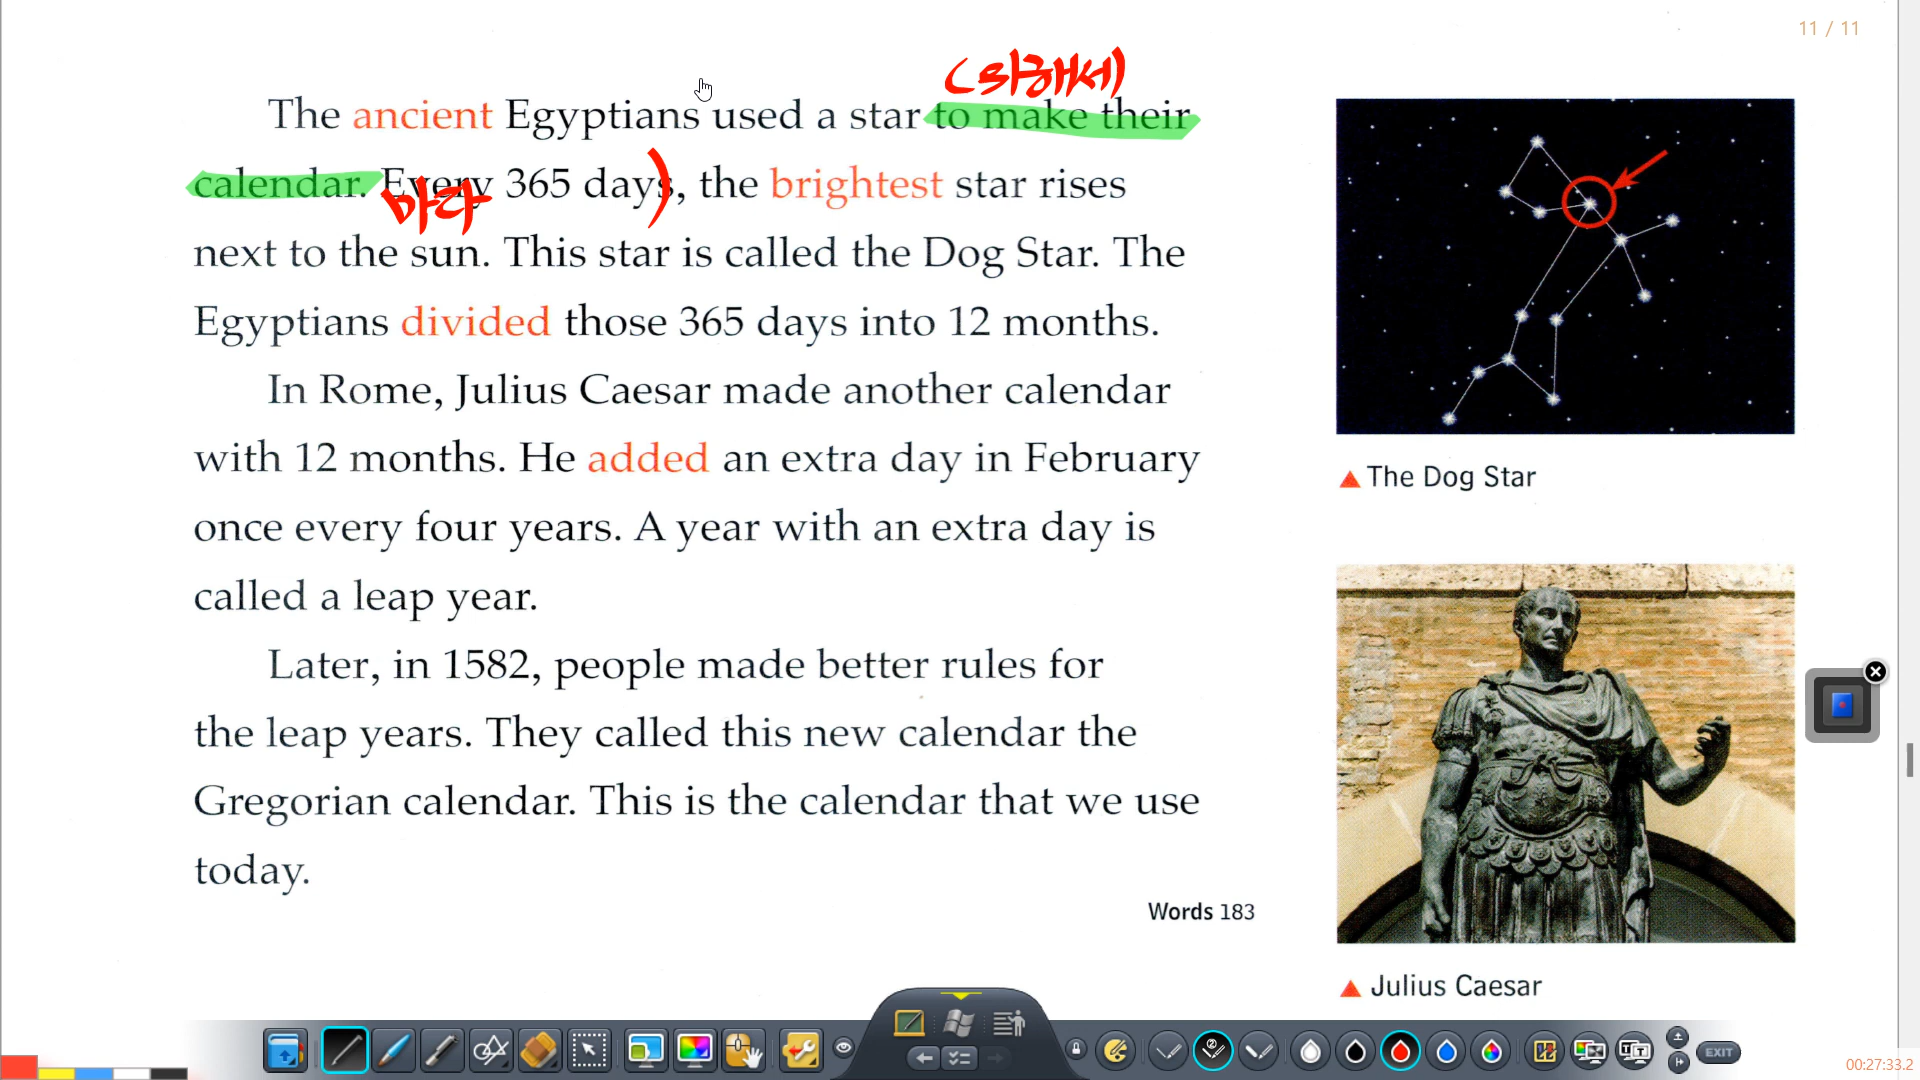 11 / 11
(위해서)
The ancient Egyptians used a star to make their
calendar. Every 365 days, the brightest star rises
마다 )
next to the sun. This star is called the Dog Star. The
Egyptians divided those 365 days into 12 months.
In Rome, Julius Caesar made another calendar
with 12 months. He added an extra day in February
once every four years. A year with an extra day is
called a leap year.
Later, in 1582, people made better rules for
the leap years. They called this new calendar the
Gregorian calendar. This is the calendar that we use
today.
Words 183
▲ The Dog Star
▲ Julius Caesar
EXIT
00:27:33.2